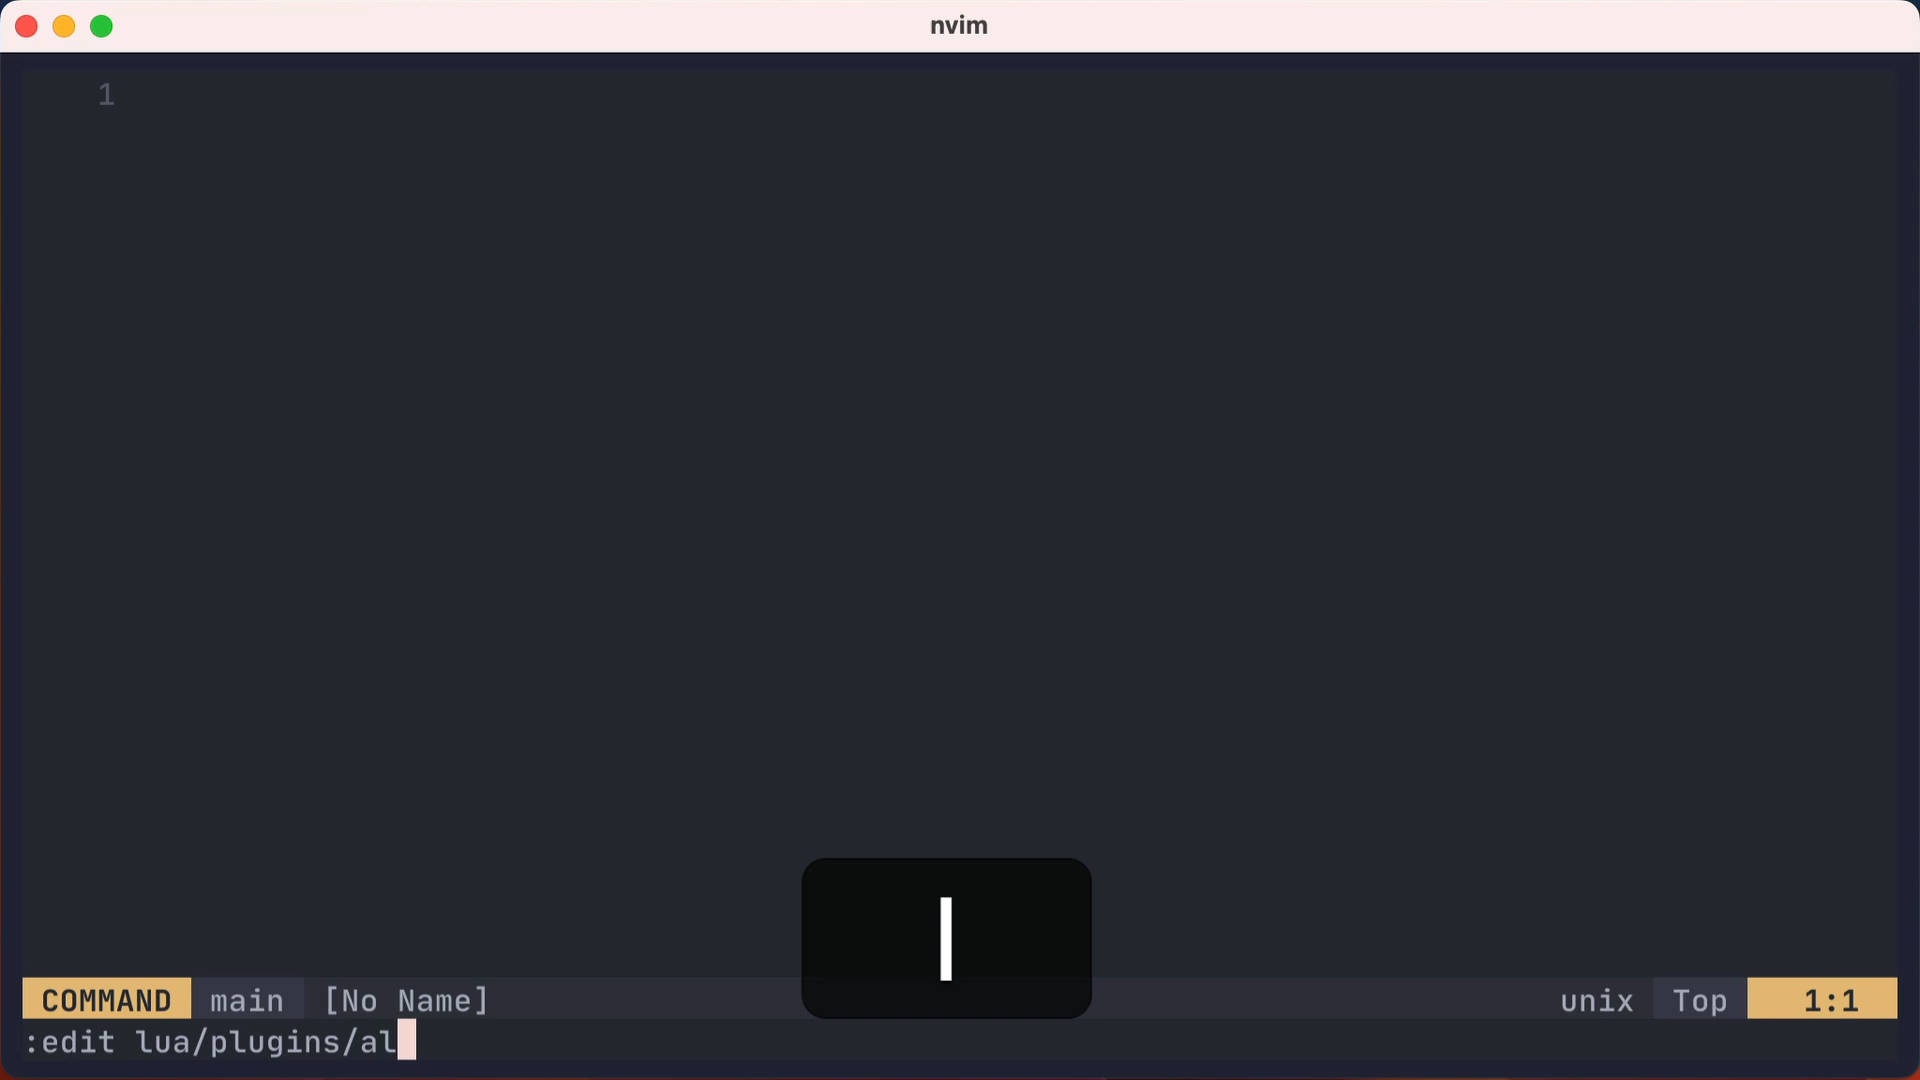 nvim
1
l
COMMAND main [No Name] unix Top 1:1
:edit lua/plugins/al